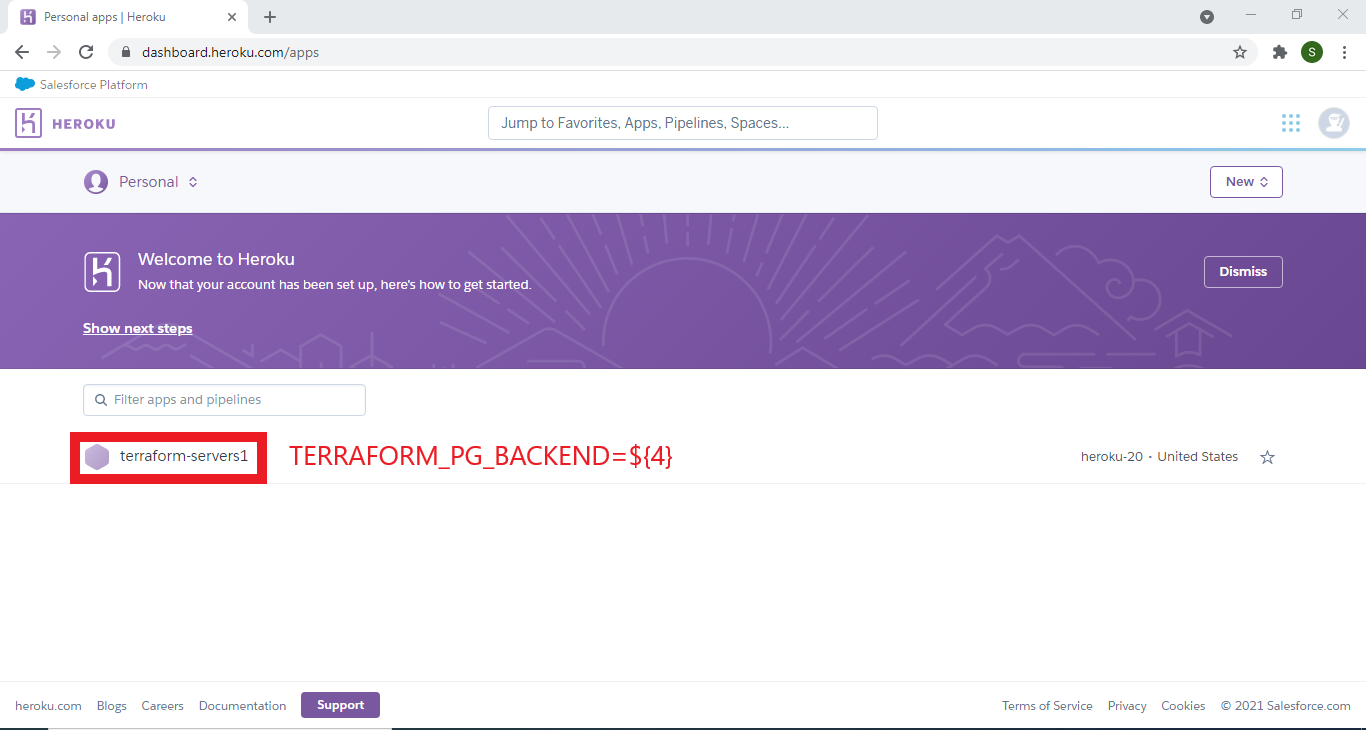 Personal apps | Heroku
dashboard.heroku.com/apps
S
Salesforce Platform
HEROKU
Jump to Favorites, Apps, Pipelines, Spaces...
Personal
New
Welcome to Heroku
Now that your account has been set up, here's how to get started.
Dismiss
Show next steps
Filter apps and pipelines
terraform-servers1 TERRAFORM_PG_BACKEND=${4} heroku-20 · United States
heroku.com Blogs Careers Documentation Support Terms of Service Privacy Cookies © 2021 Salesforce.com